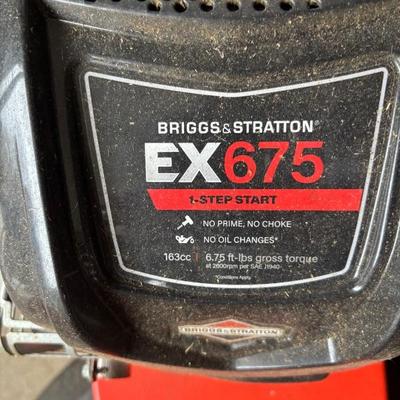 BRIGGS&STRATTON®
EX675
1-STEP START
NO PRIME, NO CHOKE
NO OIL CHANGES*
163cc | 6.75 ft-lbs gross torque
at 2600rpm per SAE J1940
*Conditions Apply
BRIGGS&STRATTON